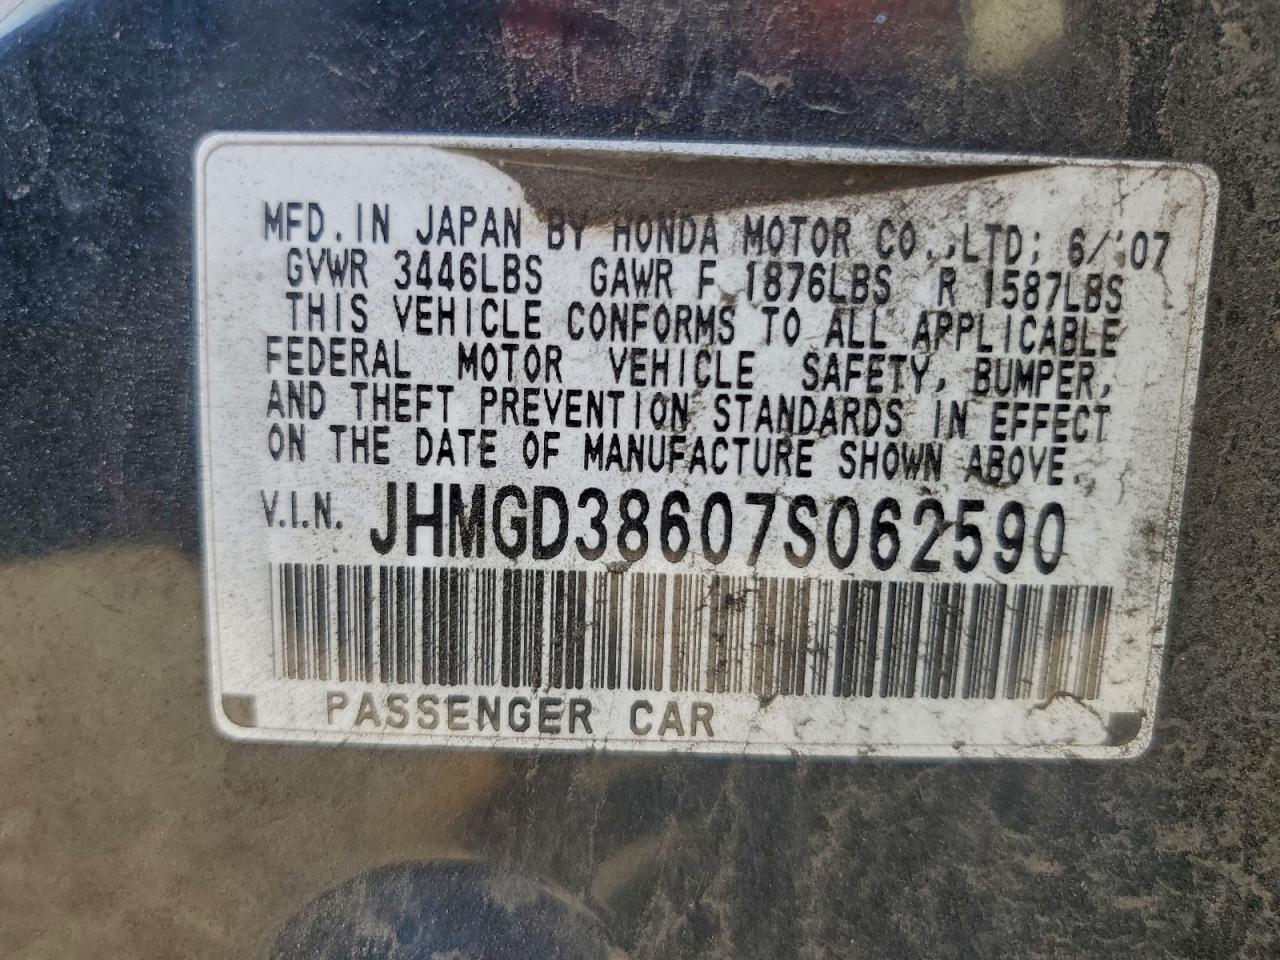 MFD. IN JAPAN BY HONDA MOTOR CO.,LTD; 6/'07
GVWR 3446LBS GAWR F 1876LBS R 1587LBS
THIS VEHICLE CONFORMS TO ALL APPLICABLE
FEDERAL MOTOR VEHICLE SAFETY, BUMPER,
AND THEFT PREVENTION STANDARDS IN EFFECT
ON THE DATE OF MANUFACTURE SHOWN ABOVE.
V.I.N. JHMGD38607S062590
PASSENGER CAR